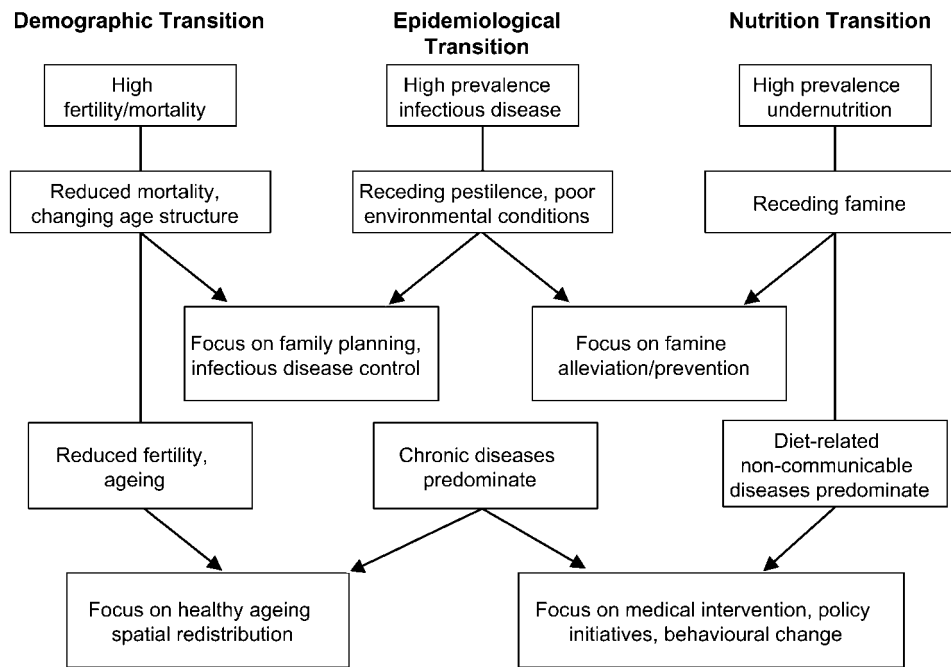 Demographic Transition
Epidemiological
Transition
Nutrition Transition
High
fertility/mortality
High prevalence
infectious disease
High prevalence
undernutrition
Reduced mortality,
changing age structure
Receding pestilence, poor
environmental conditions
Receding famine
Focus on family planning,
infectious disease control
Focus on famine
alleviation/prevention
Reduced fertility,
ageing
Chronic diseases
predominate
Diet-related
non-communicable
diseases predominate
Focus on healthy ageing
spatial redistribution
Focus on medical intervention, policy
initiatives, behavioural change